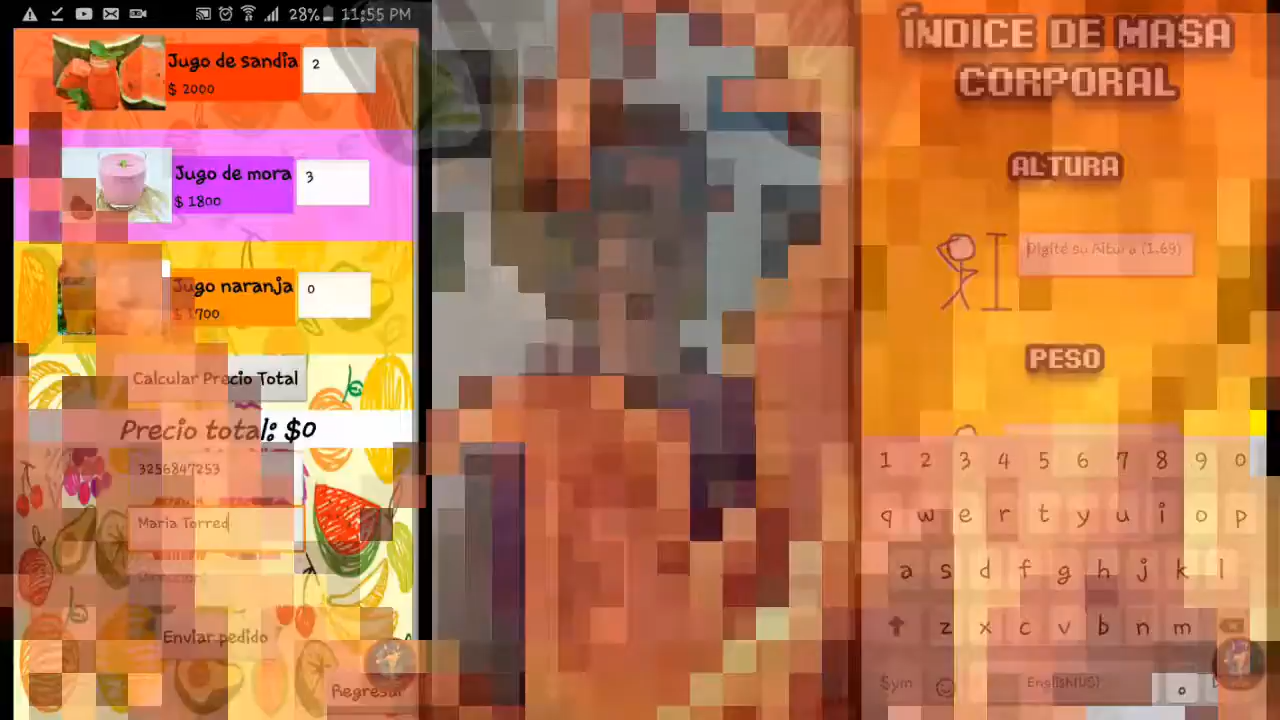 28% 11:55 PM
Jugo de sandia
$ 2000
2
Jugo de mora
$ 1800
3
Jugo naranja
$ 1700
0
Calcular Precio Total
Precio total: $0
3256847253
Maria Torred
Enviar pedido
Regresar
ÍNDICE DE MASA
CORPORAL
ALTURA
Digite su Altura (1.69)
PESO
1 2 3 4 5 6 7 8 9 0
q w e r t y u i o p
a s d f g h j k l
z x c v b n m
Sym English(US)